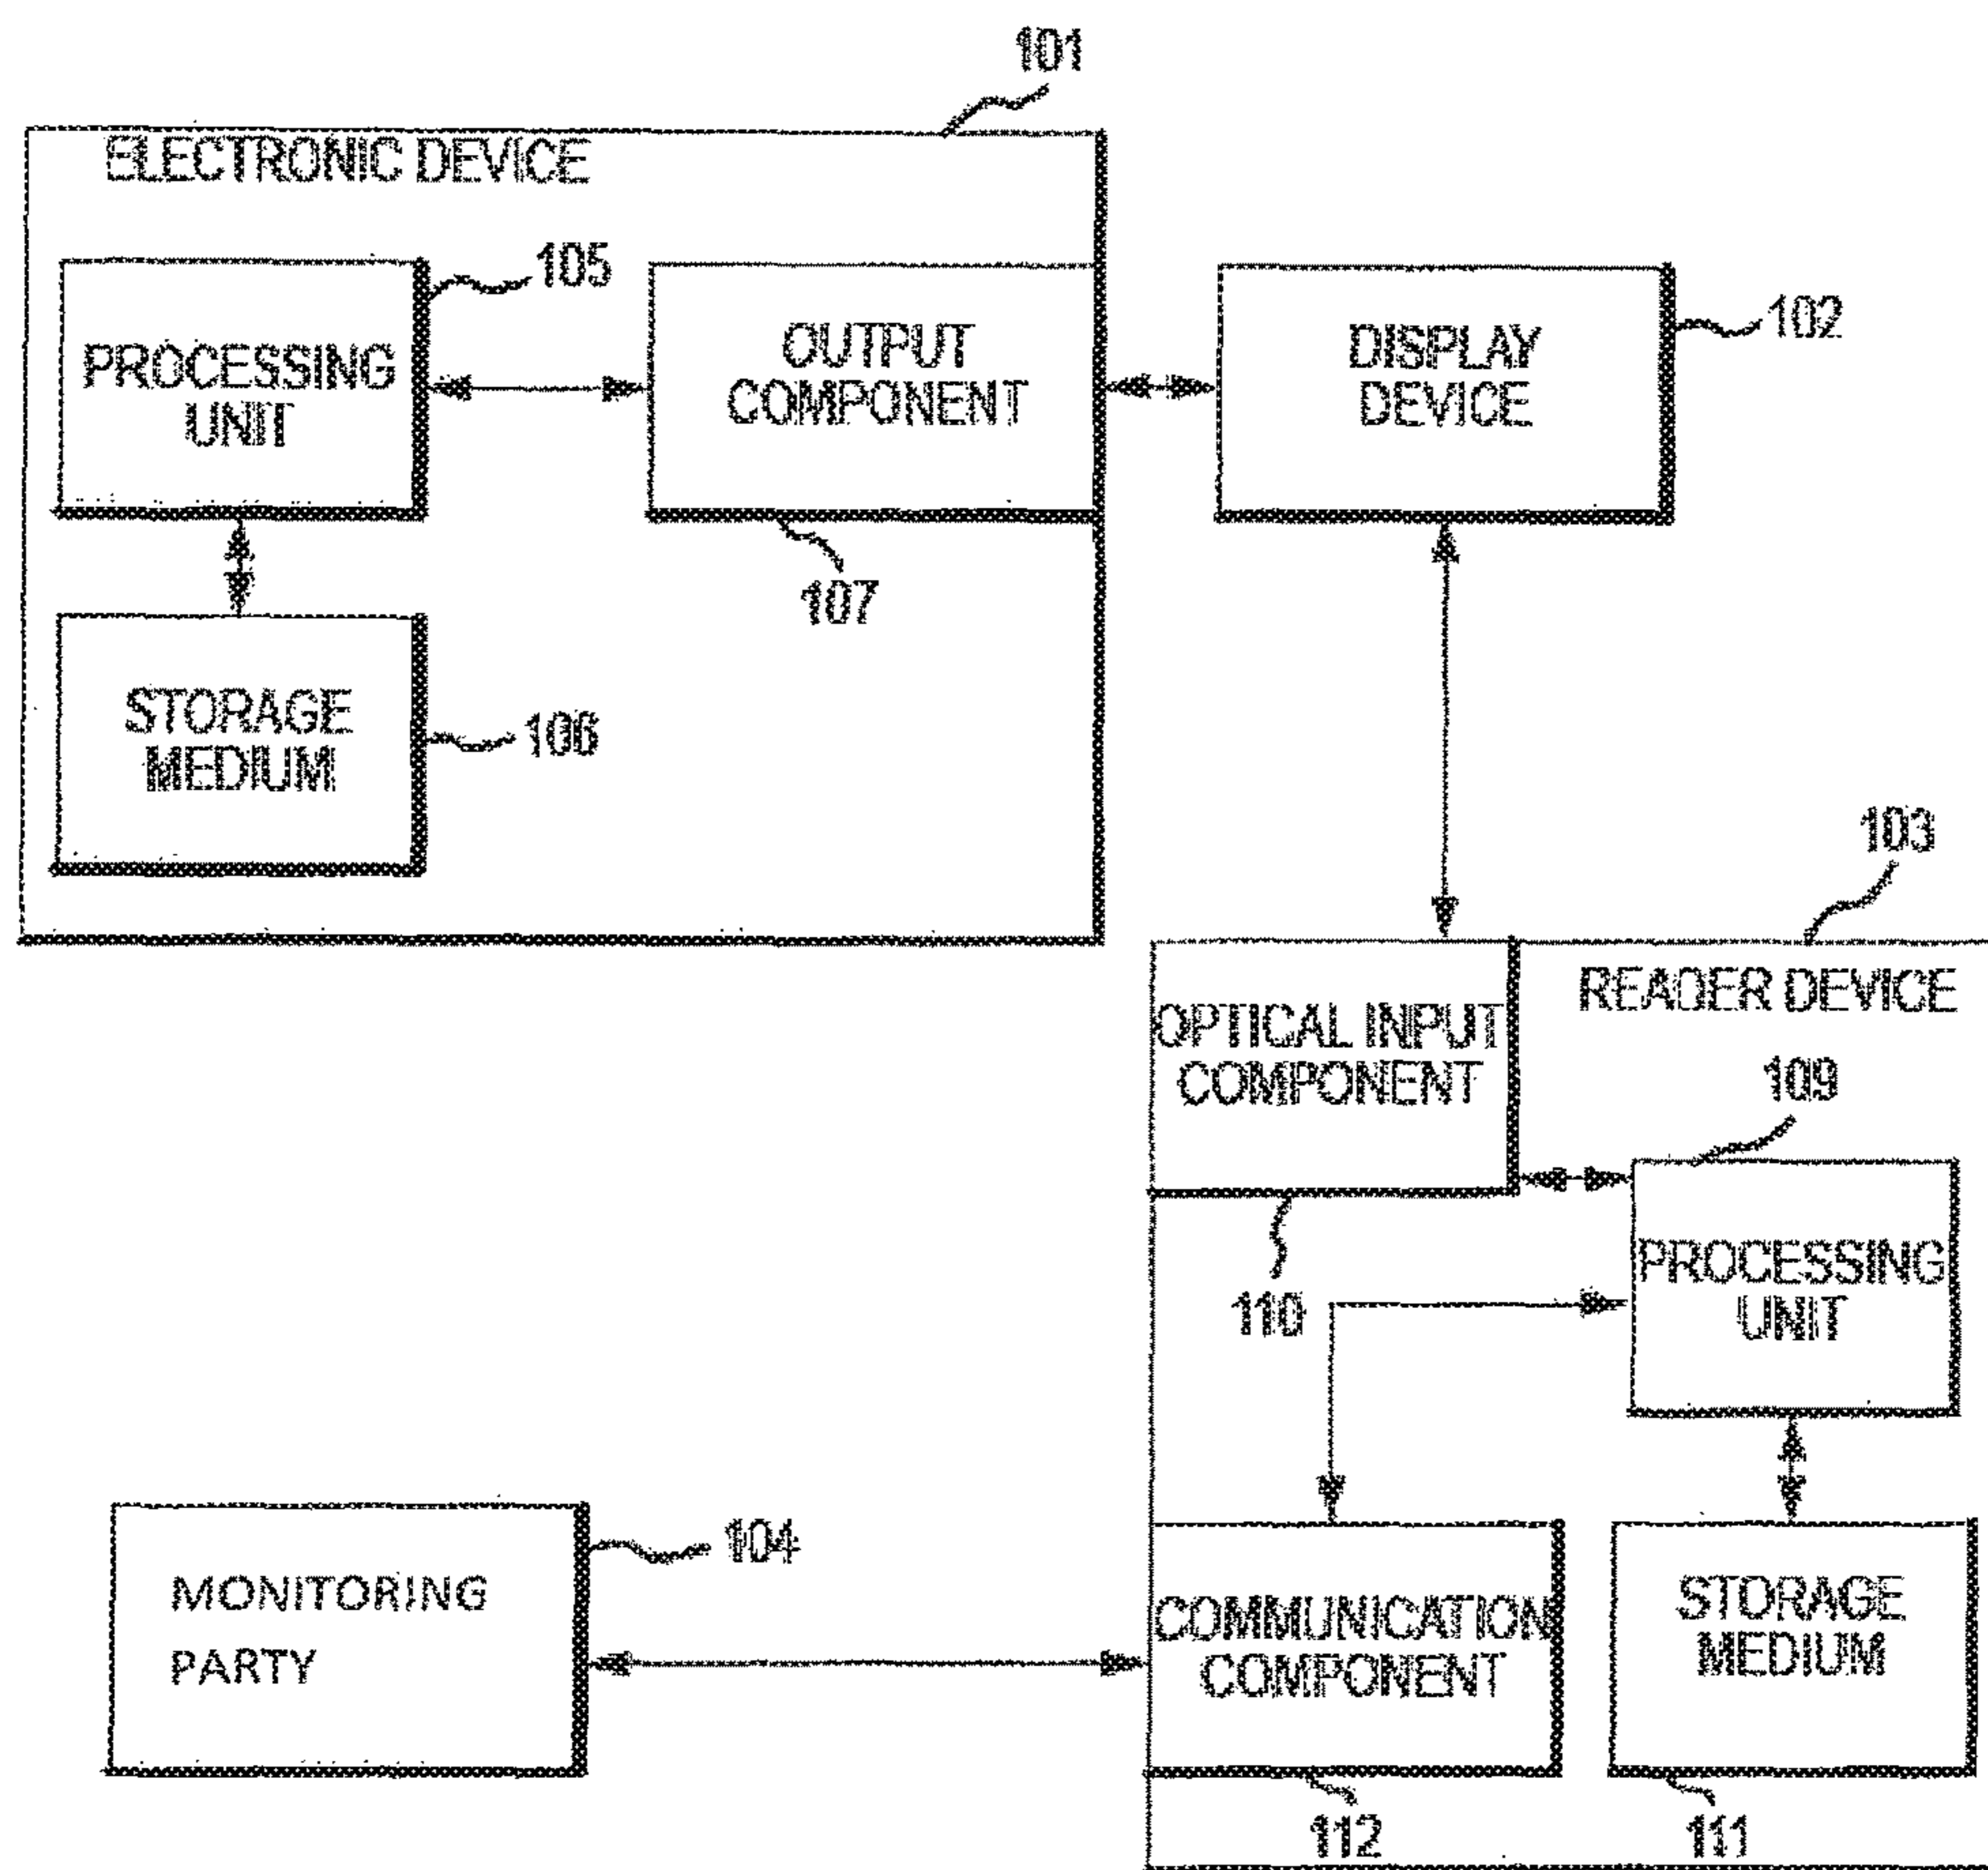 101
ELECTRONIC DEVICE
105
PROCESSING
UNIT
OUTPUT
COMPONENT
DISPLAY
DEVICE
102
107
STORAGE
MEDIUM
106
103
READER DEVICE
OPTICAL INPUT
COMPONENT
109
110
PROCESSING
UNIT
104
MONITORING
PARTY
COMMUNICATION
COMPONENT
STORAGE
MEDIUM
112
111